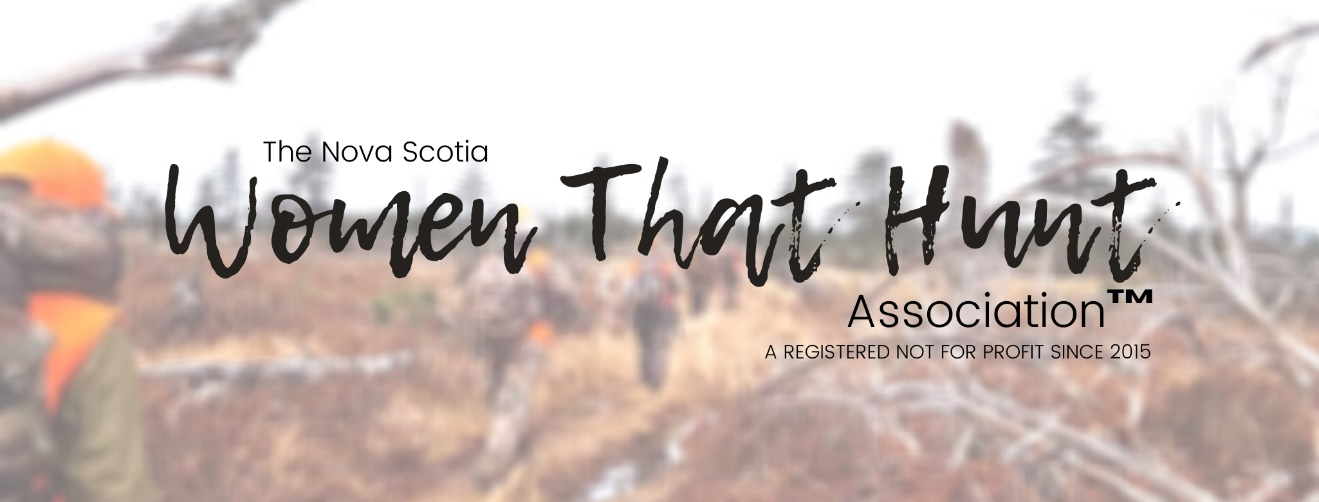 The Nova Scotia
Women That Hunt
Association™
A REGISTERED NOT FOR PROFIT SINCE 2015